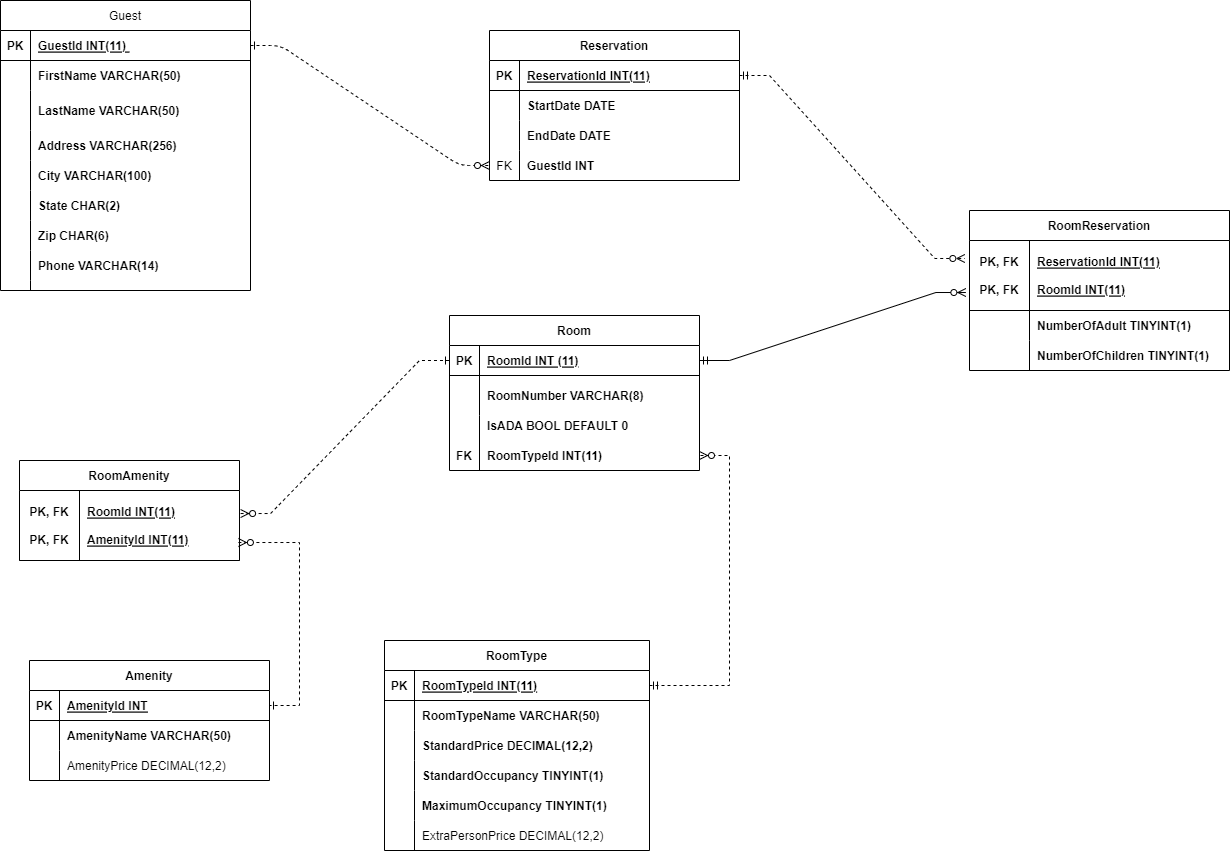 Guest
PK GuestId INT(11)
FirstName VARCHAR(50)
LastName VARCHAR(50)
Address VARCHAR(256)
City VARCHAR(100)
State CHAR(2)
Zip CHAR(6)
Phone VARCHAR(14)
Reservation
PK ReservationId INT(11)
StartDate DATE
EndDate DATE
FK GuestId INT
RoomReservation
PK, FK ReservationId INT(11)
PK, FK RoomId INT(11)
NumberOfAdult TINYINT(1)
NumberOfChildren TINYINT(1)
Room
PK RoomId INT (11)
RoomNumber VARCHAR(8)
IsADA BOOL DEFAULT 0
FK RoomTypeId INT(11)
RoomAmenity
PK, FK RoomId INT(11)
PK, FK AmenityId INT(11)
Amenity
PK AmenityId INT
AmenityName VARCHAR(50)
AmenityPrice DECIMAL(12,2)
RoomType
PK RoomTypeId INT(11)
RoomTypeName VARCHAR(50)
StandardPrice DECIMAL(12,2)
StandardOccupancy TINYINT(1)
MaximumOccupancy TINYINT(1)
ExtraPersonPrice DECIMAL(12,2)